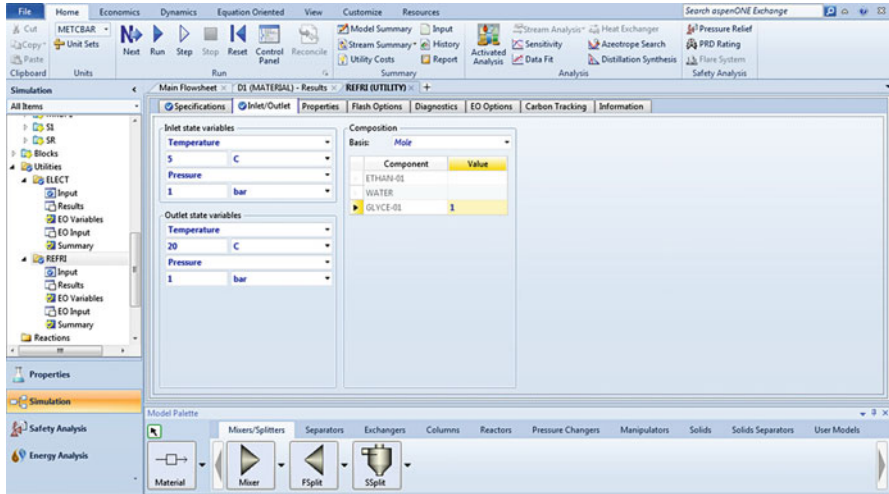 File Home Economics Dynamics Equation Oriented View Customize Resources Search aspenONE Exchange
Cut METCBAR Model Summary Input Stream Analysis Heat Exchanger Pressure Relief
Copy Unit Sets Next Run Step Stop Reset Control Panel Reconcile Stream Summary History Activated Analysis Sensitivity Azeotrope Search PRD Rating
Paste Utility Costs Report Data Fit Distillation Synthesis Flare System
Clipboard Units Run Summary Analysis Safety Analysis
Simulation Main Flowsheet D1 (MATERIAL) - Results REFRI (UTILITY)
All Items Specifications Inlet/Outlet Properties Flash Options Diagnostics EO Options Carbon Tracking Information
S1
SR
Blocks
Utilities
ELECT
Input
Results
EO Variables
EO Input
Summary
REFRI
Input
Results
EO Variables
EO Input
Summary
Reactions
Inlet state variables
Temperature
5 C
Pressure
1 bar
Outlet state variables
Temperature
20 C
Pressure
1 bar
Composition
Basis: Mole
Component Value
ETHAN-01
WATER
GLYCE-01 1
Properties
Simulation
Safety Analysis
Energy Analysis
Model Palette
Mixers/Splitters Separators Exchangers Columns Reactors Pressure Changers Manipulators Solids Solids Separators User Models
Material Mixer FSplit SSplit